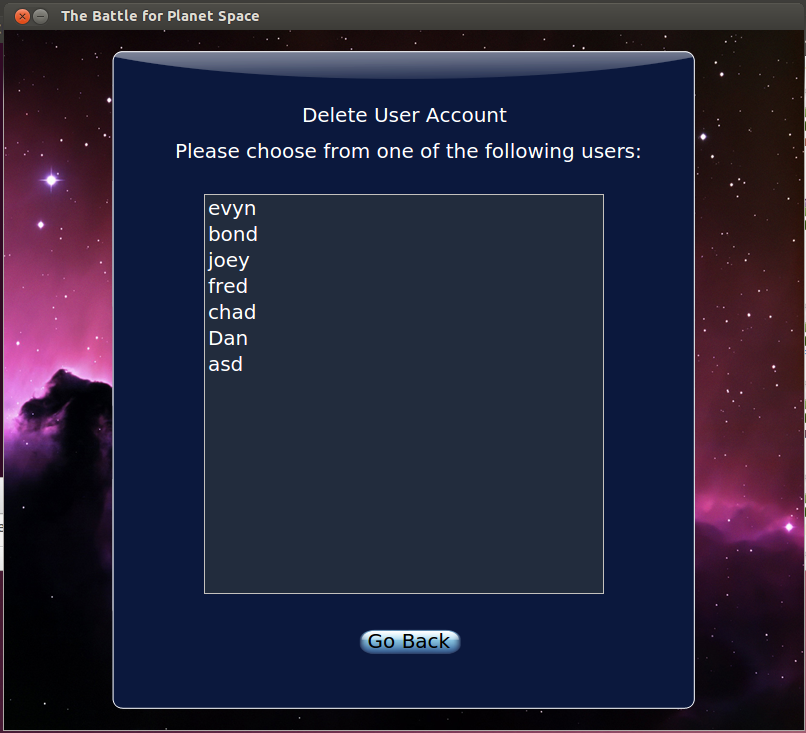 The Battle for Planet Space
Delete User Account
Please choose from one of the following users:
evyn
bond
joey
fred
chad
Dan
asd
Go Back